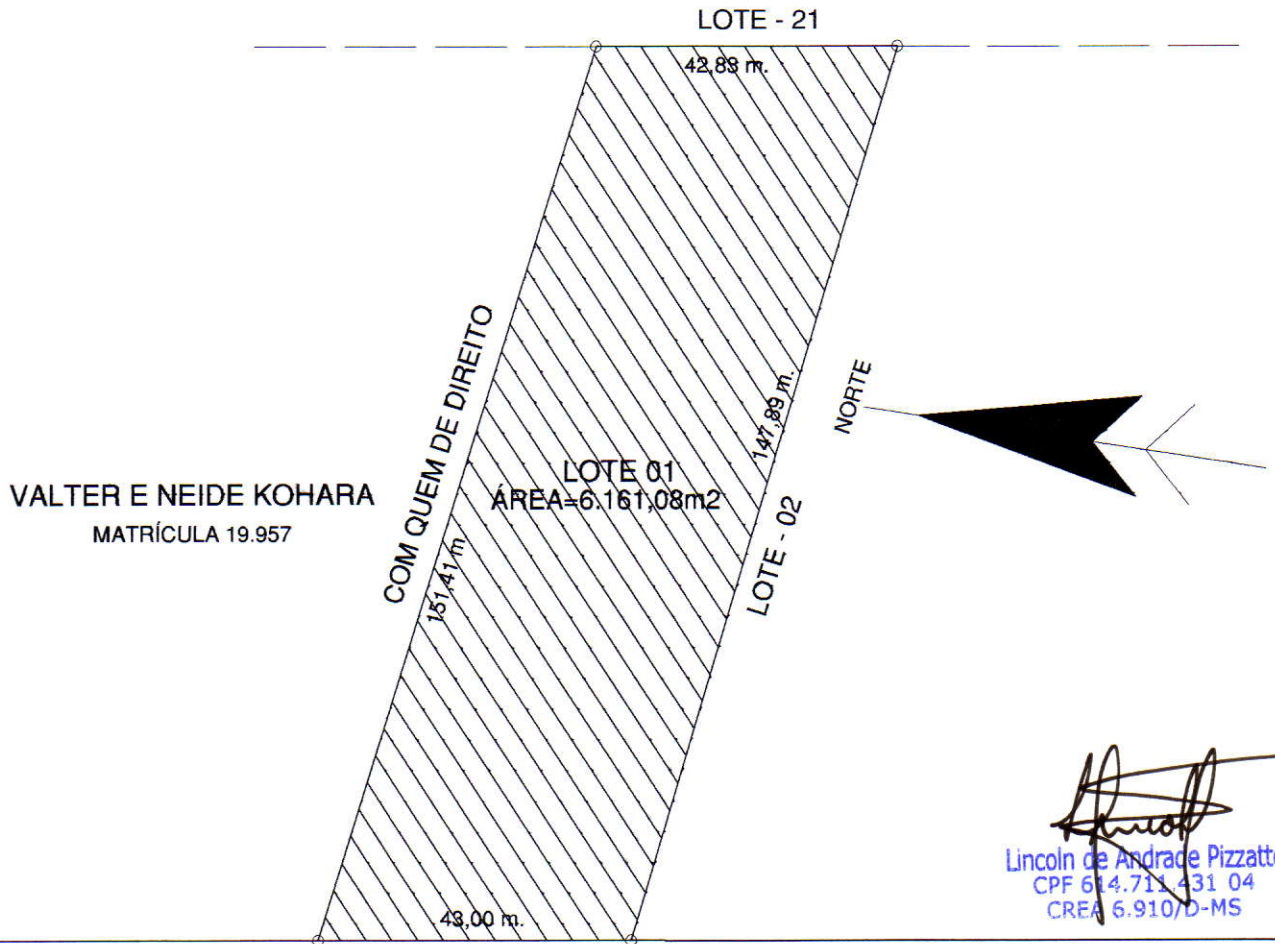 LOTE - 21
42,83 m.
COM QUEM DE DIREITO
151,41 m
VALTER E NEIDE KOHARA
MATRÍCULA 19.957
LOTE 01
ÁREA=6.161,08m2
147,89 m.
LOTE - 02
NORTE
43,00 m.
Lincoln de Andrade Pizzatto
CPF 614.711.431 04
CREA 6.910/D-MS